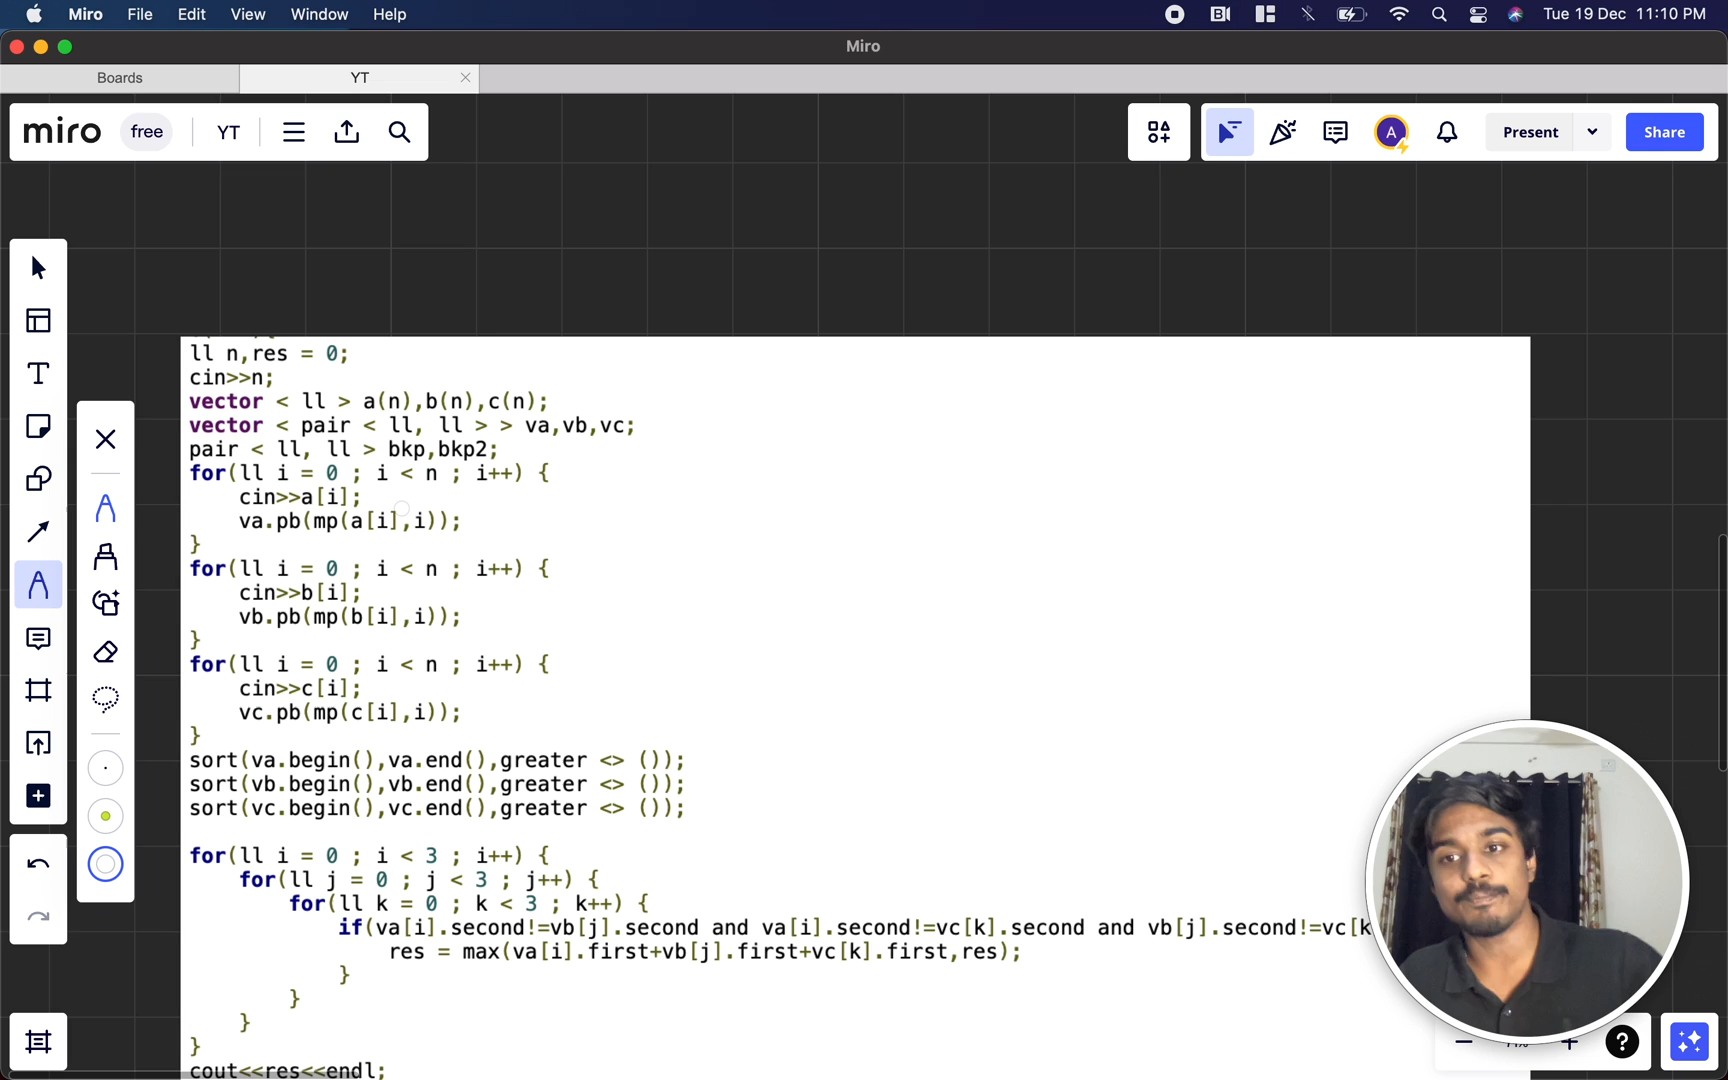 Miro File Edit View Window Help Tue 19 Dec 11:10 PM
Miro
Boards YT
miro free YT Present Share
A
ll n,res = 0;
cin>>n;
vector < ll > a(n),b(n),c(n);
vector < pair < ll, ll > > va,vb,vc;
pair < ll, ll > bkp,bkp2;
for(ll i = 0 ; i < n ; i++) {
cin>>a[i];
va.pb(mp(a[i],i));
}
for(ll i = 0 ; i < n ; i++) {
cin>>b[i];
vb.pb(mp(b[i],i));
}
for(ll i = 0 ; i < n ; i++) {
cin>>c[i];
vc.pb(mp(c[i],i));
}
sort(va.begin(),va.end(),greater <> ());
sort(vb.begin(),vb.end(),greater <> ());
sort(vc.begin(),vc.end(),greater <> ());
for(ll i = 0 ; i < 3 ; i++) {
for(ll j = 0 ; j < 3 ; j++) {
for(ll k = 0 ; k < 3 ; k++) {
if(va[i].second!=vb[j].second and va[i].second!=vc[k].second and vb[j].second!=vc[k
res = max(va[i].first+vb[j].first+vc[k].first,res);
}
}
}
}
cout<<res<<endl;